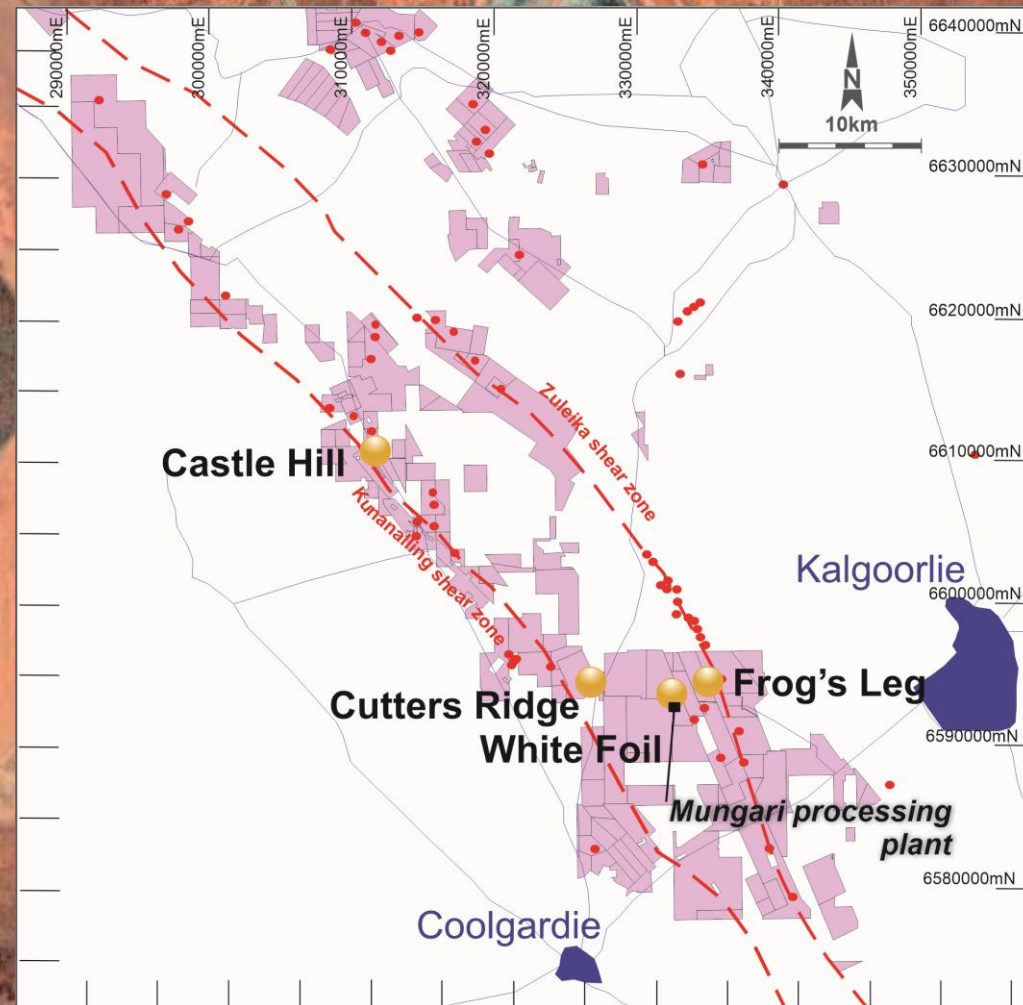 290000mE
300000mE
310000mE
320000mE
330000mE
340000mE
350000mE
6640000mN
N
10km
6630000mN
6620000mN
Zuleika shear zone
6610000mN
Castle Hill
Kunanalling shear zone
Kalgoorlie
6600000mN
Frog's Leg
Cutters Ridge
White Foil
6590000mN
Mungari processing
plant
6580000mN
Coolgardie